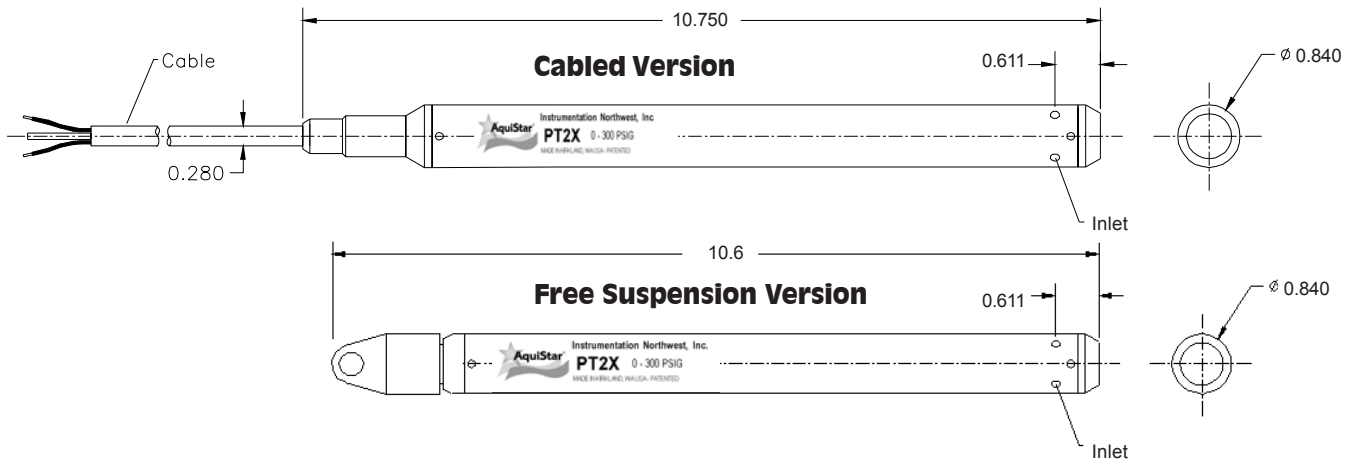 10.750
Cabled Version
0.611
Ø 0.840
Cable
0.280
Instrumentation Northwest, Inc
AquiStar
PT2X 0 - 300 PSIG
MADE IN KIRKLAND, WA USA - PATENTED
Inlet
10.6
Free Suspension Version
0.611
Ø 0.840
Instrumentation Northwest, Inc.
AquiStar
PT2X 0 - 300 PSIG
MADE IN KIRKLAND, WA USA - PATENTED
Inlet